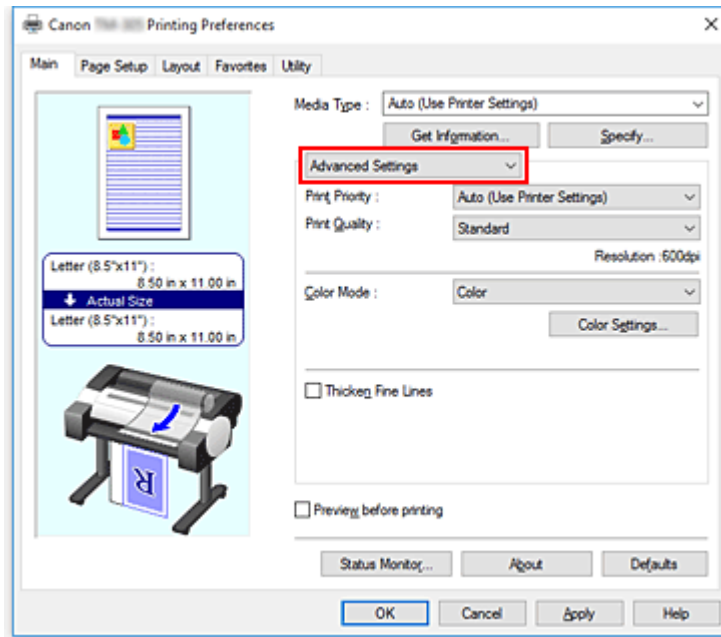 Canon Printing Preferences
Main Page Setup Layout Favorites Utility
Media Type : Auto (Use Printer Settings)
Get Information... Specify...
Advanced Settings
Print Priority : Auto (Use Printer Settings)
Print Quality : Standard
Resolution :600dpi
Color Mode : Color
Color Settings...
Thicken Fine Lines
Preview before printing
Letter (8.5"x11") :
8.50 in x 11.00 in
Actual Size
Letter (8.5"x11") :
8.50 in x 11.00 in
R
Status Monitor... About Defaults
OK Cancel Apply Help